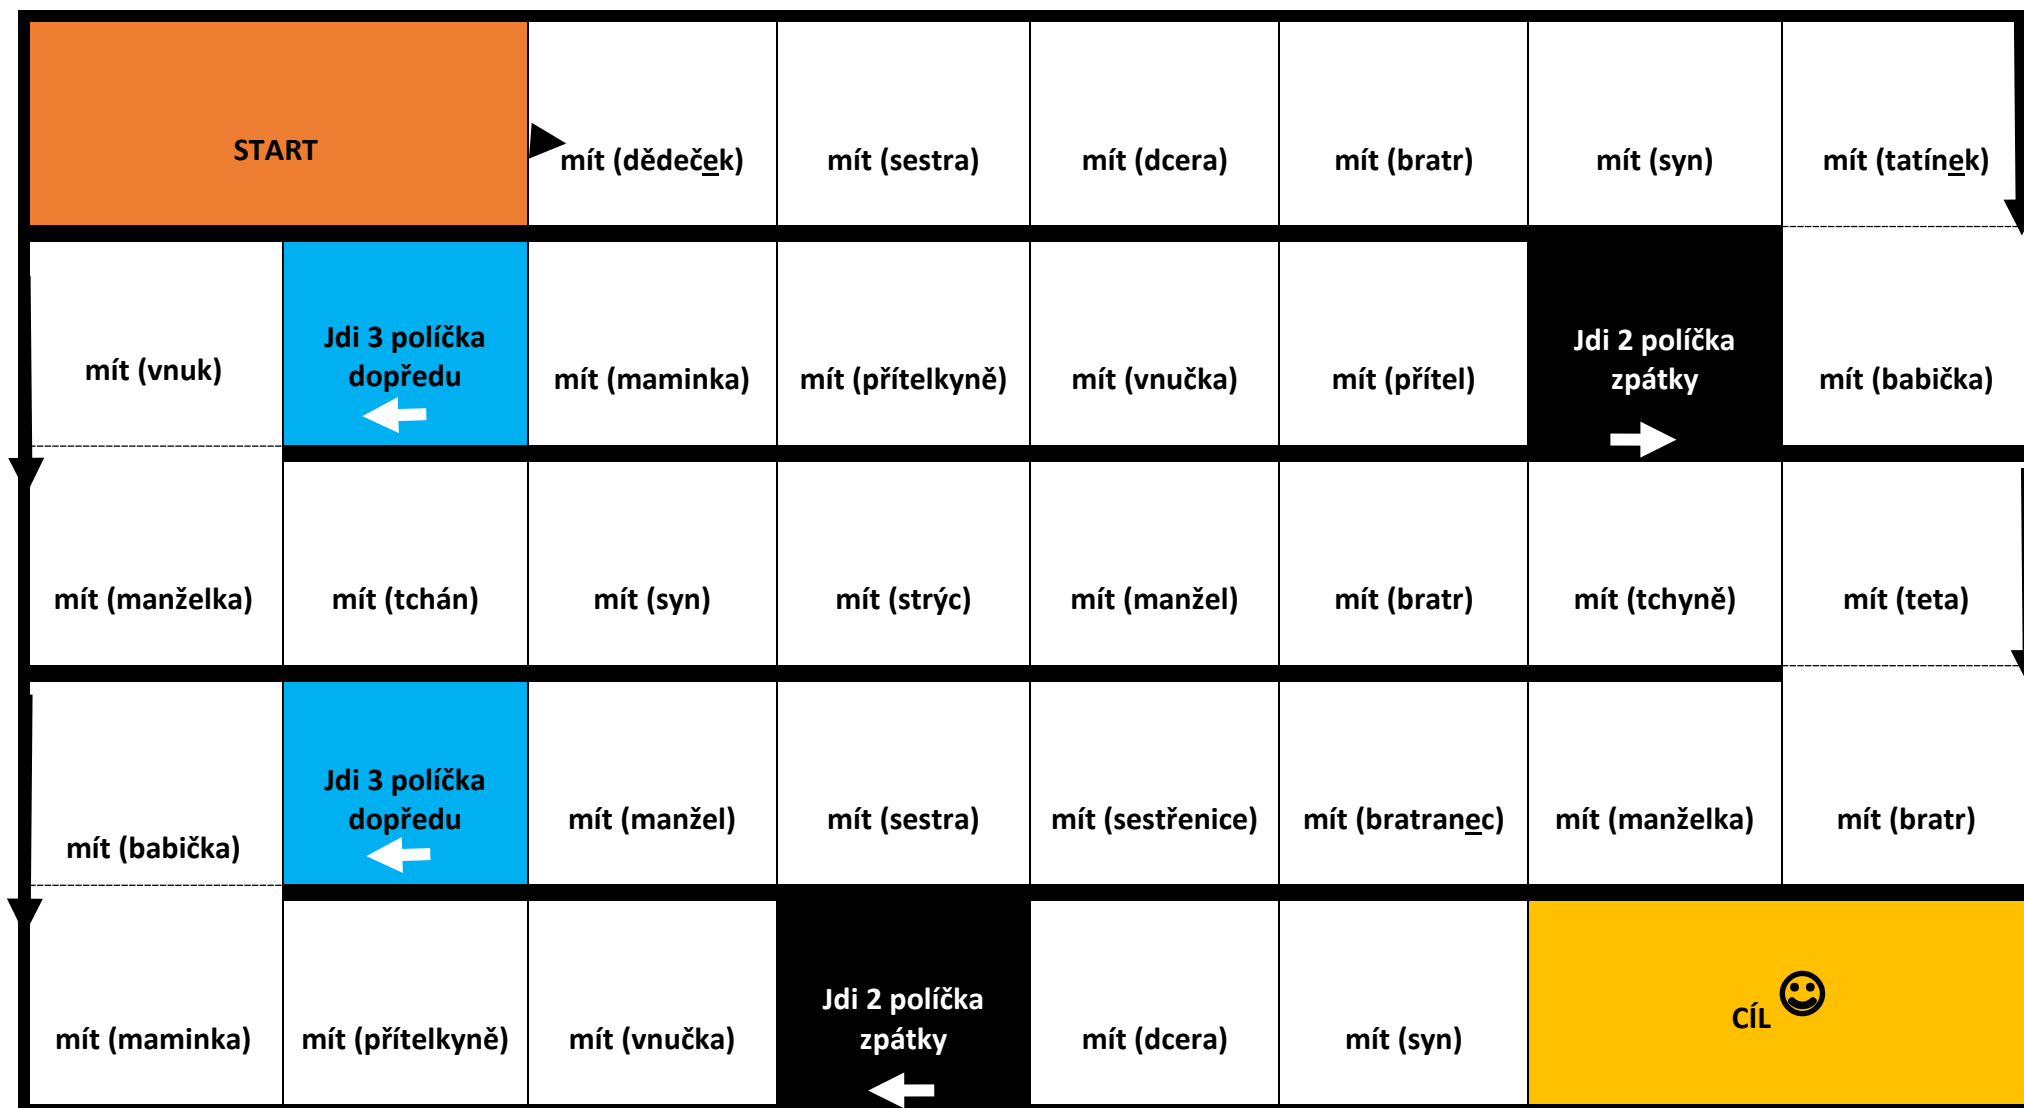 START
mít (dědeček)
mít (sestra)
mít (dcera)
mít (bratr)
mít (syn)
mít (tatínek)
mít (vnuk)
Jdi 3 políčka
dopředu
mít (maminka)
mít (přítelkyně)
mít (vnučka)
mít (přítel)
Jdi 2 políčka
zpátky
mít (babička)
mít (manželka)
mít (tchán)
mít (syn)
mít (strýc)
mít (manžel)
mít (bratr)
mít (tchyně)
mít (teta)
mít (babička)
Jdi 3 políčka
dopředu
mít (manžel)
mít (sestra)
mít (sestřenice)
mít (bratranec)
mít (manželka)
mít (bratr)
mít (maminka)
mít (přítelkyně)
mít (vnučka)
Jdi 2 políčka
zpátky
mít (dcera)
mít (syn)
CÍL